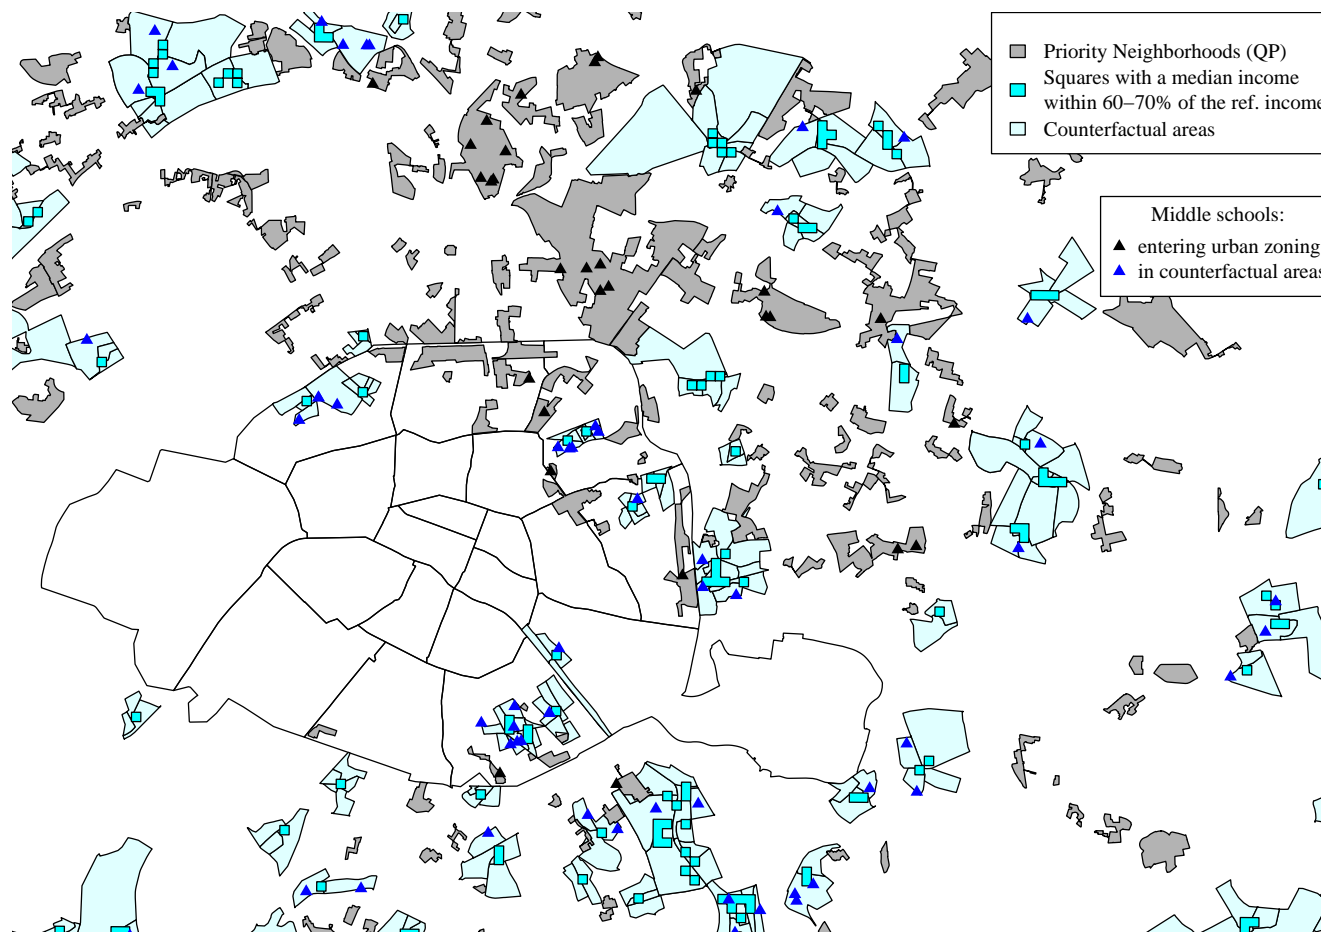 Priority Neighborhoods (QP)
Squares with a median income
within 60–70% of the ref. income
Counterfactual areas
Middle schools:
entering urban zoning
in counterfactual areas